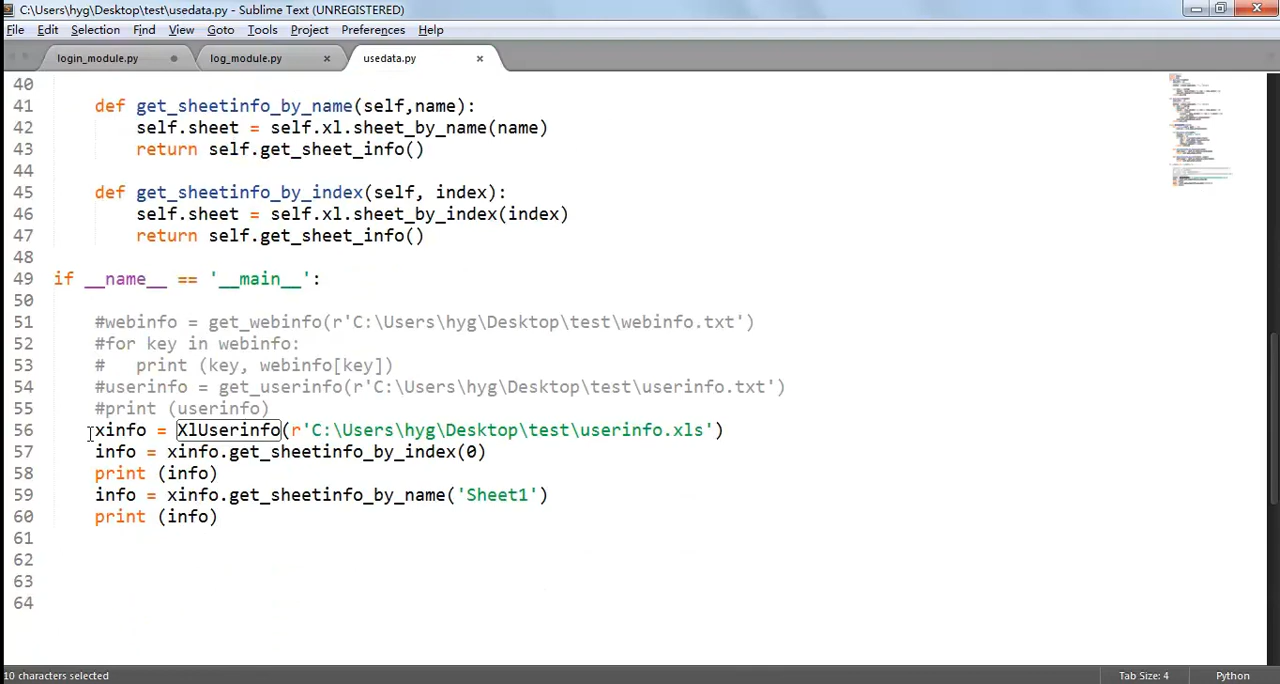 C:\Users\hyg\Desktop\test\usedata.py - Sublime Text (UNREGISTERED)
File Edit Selection Find View Goto Tools Project Preferences Help
login_module.py log_module.py usedata.py
40
41 def get_sheetinfo_by_name(self,name):
42 self.sheet = self.xl.sheet_by_name(name)
43 return self.get_sheet_info()
44
45 def get_sheetinfo_by_index(self, index):
46 self.sheet = self.xl.sheet_by_index(index)
47 return self.get_sheet_info()
48
49 if __name__ == '__main__':
50
51 #webinfo = get_webinfo(r'C:\Users\hyg\Desktop\test\webinfo.txt')
52 #for key in webinfo:
53 #   print (key, webinfo[key])
54 #userinfo = get_userinfo(r'C:\Users\hyg\Desktop\test\userinfo.txt')
55 #print (userinfo)
56 xinfo = XlUserinfo(r'C:\Users\hyg\Desktop\test\userinfo.xls')
57 info = xinfo.get_sheetinfo_by_index(0)
58 print (info)
59 info = xinfo.get_sheetinfo_by_name('Sheet1')
60 print (info)
61
62
63
64
10 characters selected Tab Size: 4 Python